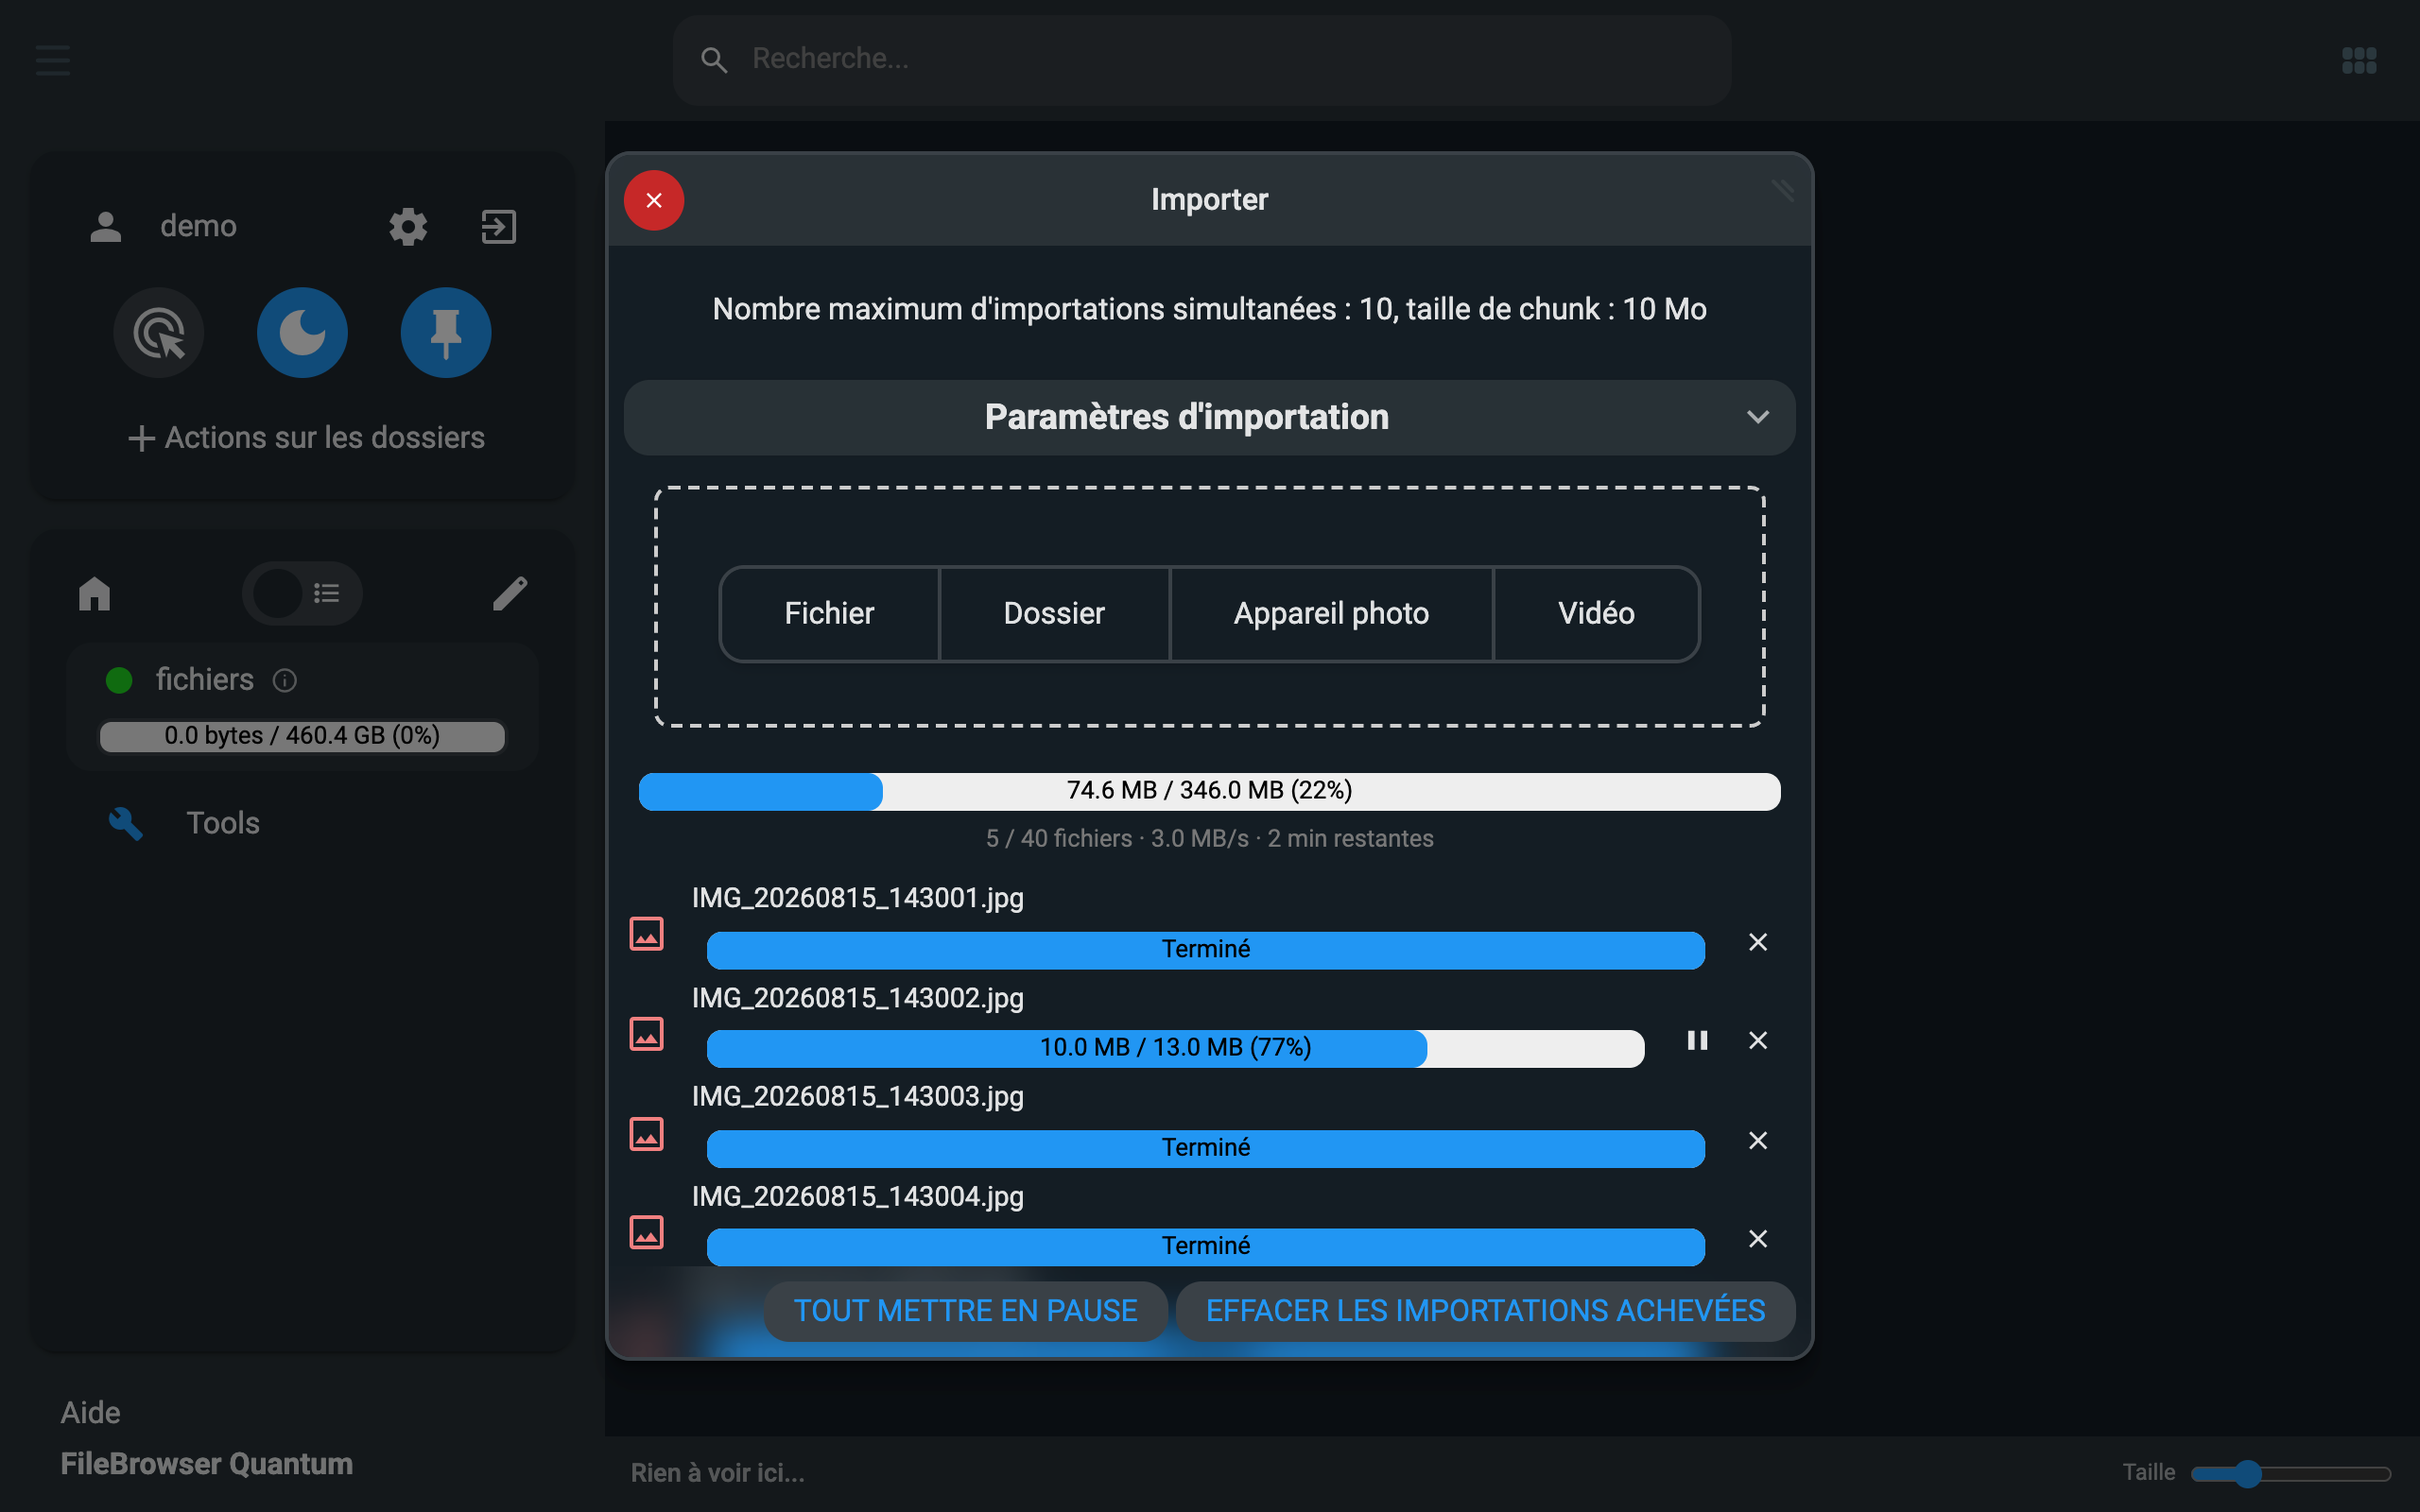 Recherche...
demo
Actions sur les dossiers
fichiers
0.0 bytes / 460.4 GB (0%)
Tools
Aide
FileBrowser Quantum
Importer
Nombre maximum d'importations simultanées : 10, taille de chunk : 10 Mo
Paramètres d'importation
Fichier
Dossier
Appareil photo
Vidéo
74.6 MB / 346.0 MB (22%)
5 / 40 fichiers · 3.0 MB/s · 2 min restantes
IMG_20260815_143001.jpg
Terminé
IMG_20260815_143002.jpg
10.0 MB / 13.0 MB (77%)
IMG_20260815_143003.jpg
Terminé
IMG_20260815_143004.jpg
Terminé
TOUT METTRE EN PAUSE
EFFACER LES IMPORTATIONS ACHEVÉES
Rien à voir ici...
Taille